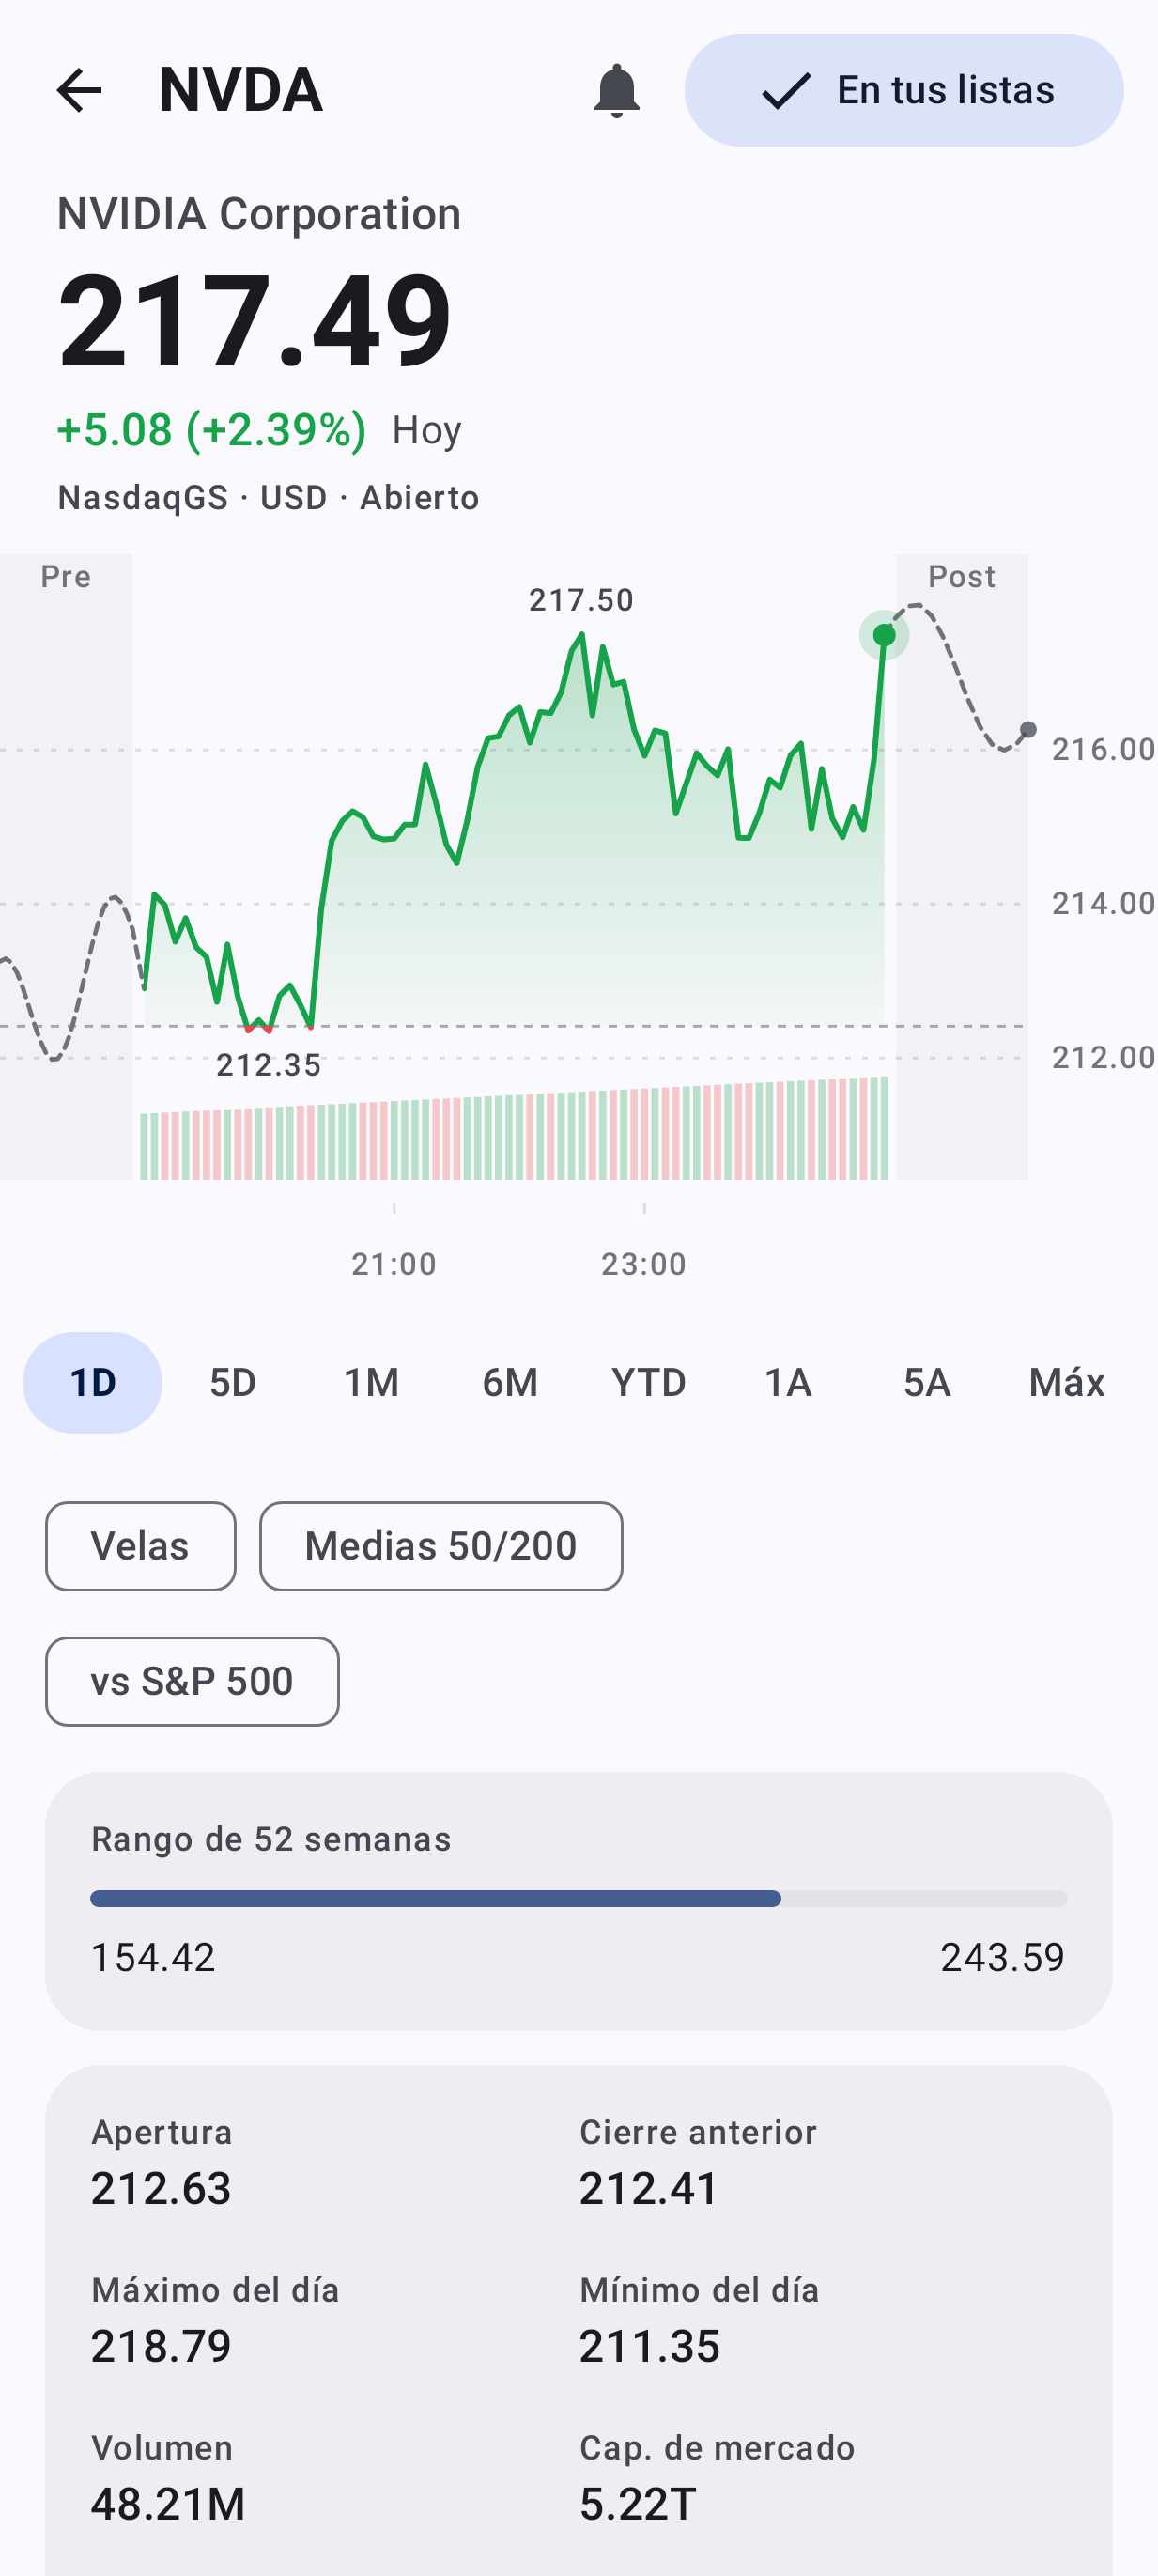 NVDA
En tus listas
NVIDIA Corporation
217.49
+5.08 (+2.39%) Hoy
NasdaqGS · USD · Abierto
Pre
Post
217.50
216.00
214.00
212.35
212.00
21:00
23:00
1D 5D 1M 6M YTD 1A 5A Máx
Velas
Medias 50/200
vs S&P 500
Rango de 52 semanas
154.42
243.59
Apertura
212.63
Cierre anterior
212.41
Máximo del día
218.79
Mínimo del día
211.35
Volumen
48.21M
Cap. de mercado
5.22T